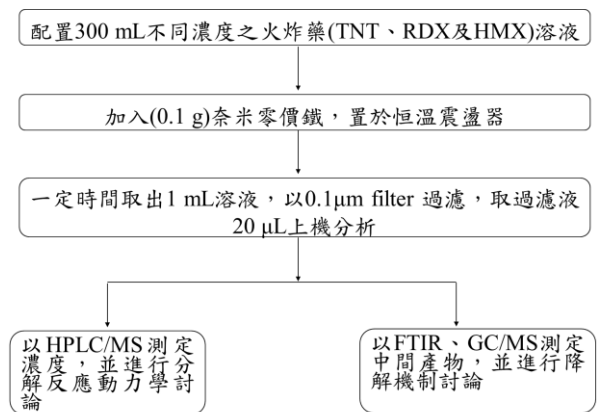 配置300 mL不同濃度之火炸藥(TNT、RDX及HMX)溶液
加入(0.1 g)奈米零價鐵，置於恒溫震盪器
一定時間取出1 mL溶液，以0.1μm filter 過濾，取過濾液
20 μL上機分析
以HPLC/MS測定
濃度，並進行分
解反應動力學討
論
以FTIR、GC/MS測定
中間產物，並進行降
解機制討論